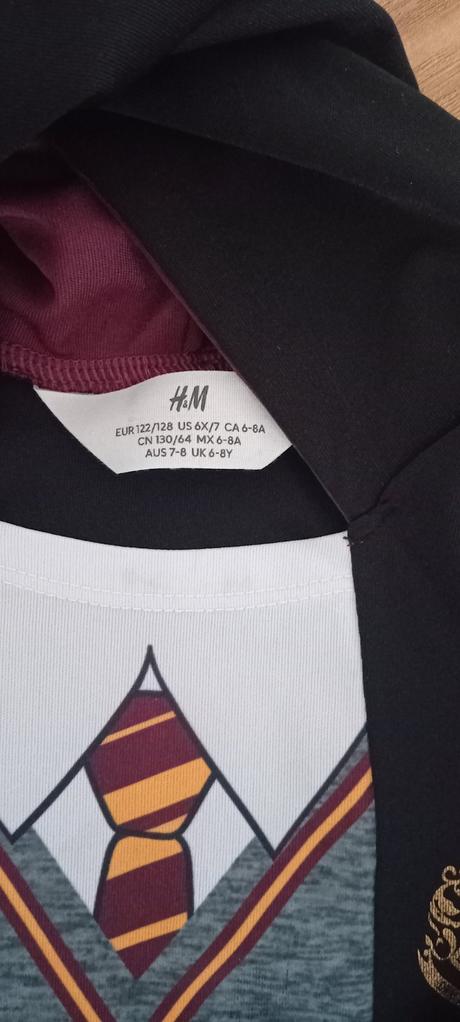 H&M
EUR 122/128 US 6X/7 CA 6-8A
CN 130/64 MX 6-8A
AUS 7-8 UK 6-8Y